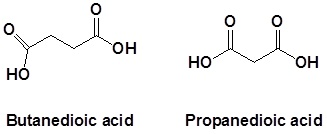 O O O O
OH HO OH
HO
Butanedioic acid Propanedioic acid